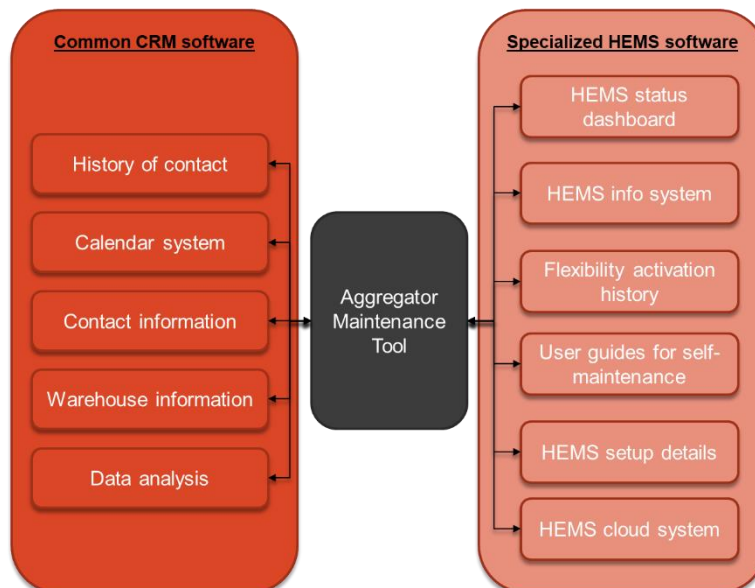 Common CRM software
History of contact
Calendar system
Contact information
Warehouse information
Data analysis
Aggregator
Maintenance
Tool
Specialized HEMS software
HEMS status
dashboard
HEMS info system
Flexibility activation
history
User guides for self-
maintenance
HEMS setup details
HEMS cloud system